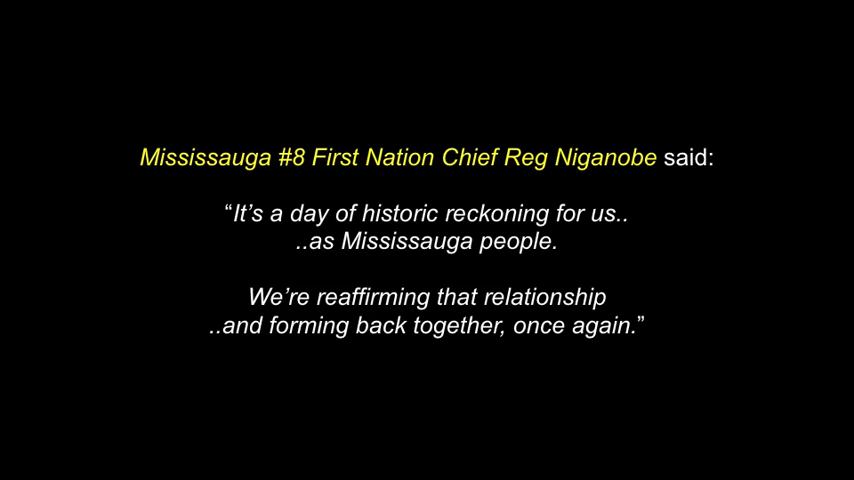 Mississauga #8 First Nation Chief Reg Niganobe said:
“It’s a day of historic reckoning for us..
..as Mississauga people.
We’re reaffirming that relationship
..and forming back together, once again.”